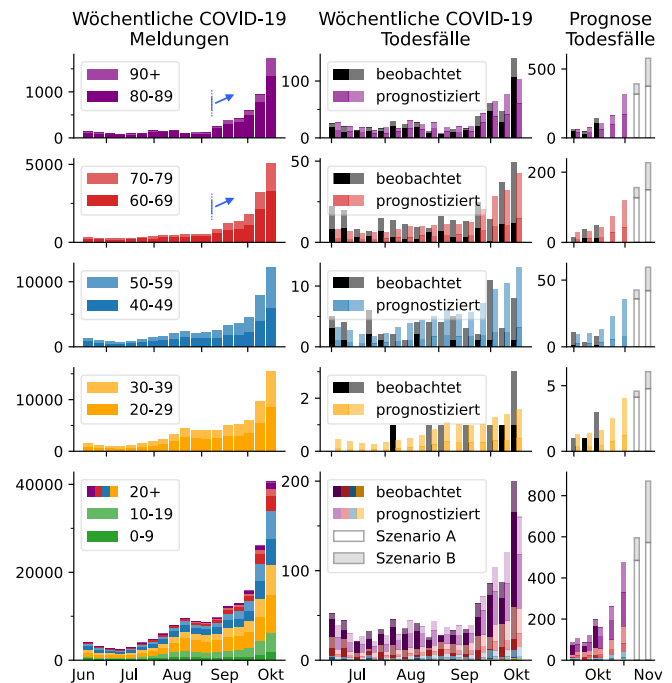 Wöchentliche COVID-19
Meldungen
Wöchentliche COVID-19
Todesfälle
Prognose
Todesfälle
1000
0
90+
80-89
100
0
beobachtet
prognostiziert
500
0
5000
0
70-79
60-69
50
0
beobachtet
prognostiziert
200
0
10000
0
50-59
40-49
10
0
beobachtet
prognostiziert
50
0
10000
0
30-39
20-29
2
0
beobachtet
prognostiziert
5
0
40000
20000
0
20+
10-19
0-9
Jun
Jul
Aug
Sep
Okt
200
100
0
beobachtet
prognostiziert
Szenario A
Szenario B
Jul
Aug
Sep
Okt
800
600
400
200
0
Okt
Nov